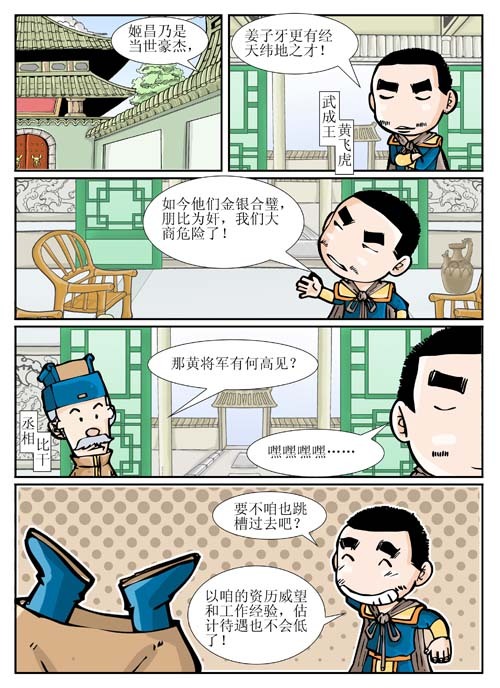 姬昌乃是
当世豪杰，
姜子牙更有经
天纬地之才！
武成王
黄飞虎
如今他们金银合璧，
朋比为奸，我们大
商危险了！
那黄将军有何高见？
丞相
比干
嘿嘿嘿嘿……
要不咱也跳
槽过去吧？
以咱的资历威望
和工作经验，估
计待遇也不会低
了！